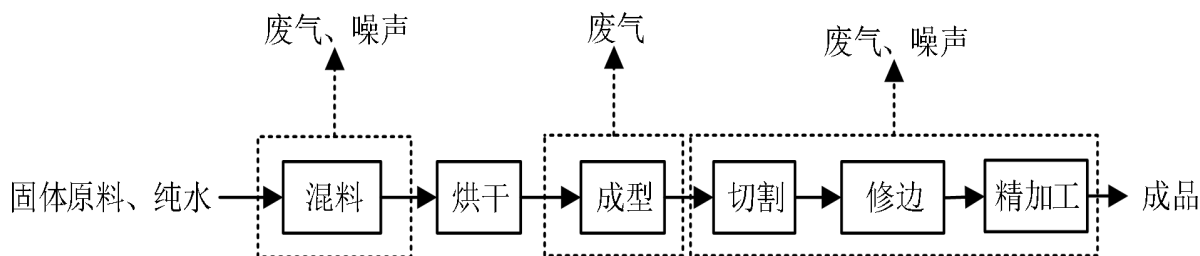 废气、噪声
废气
废气、噪声
固体原料、纯水
混料
烘干
成型
切割
修边
精加工
成品